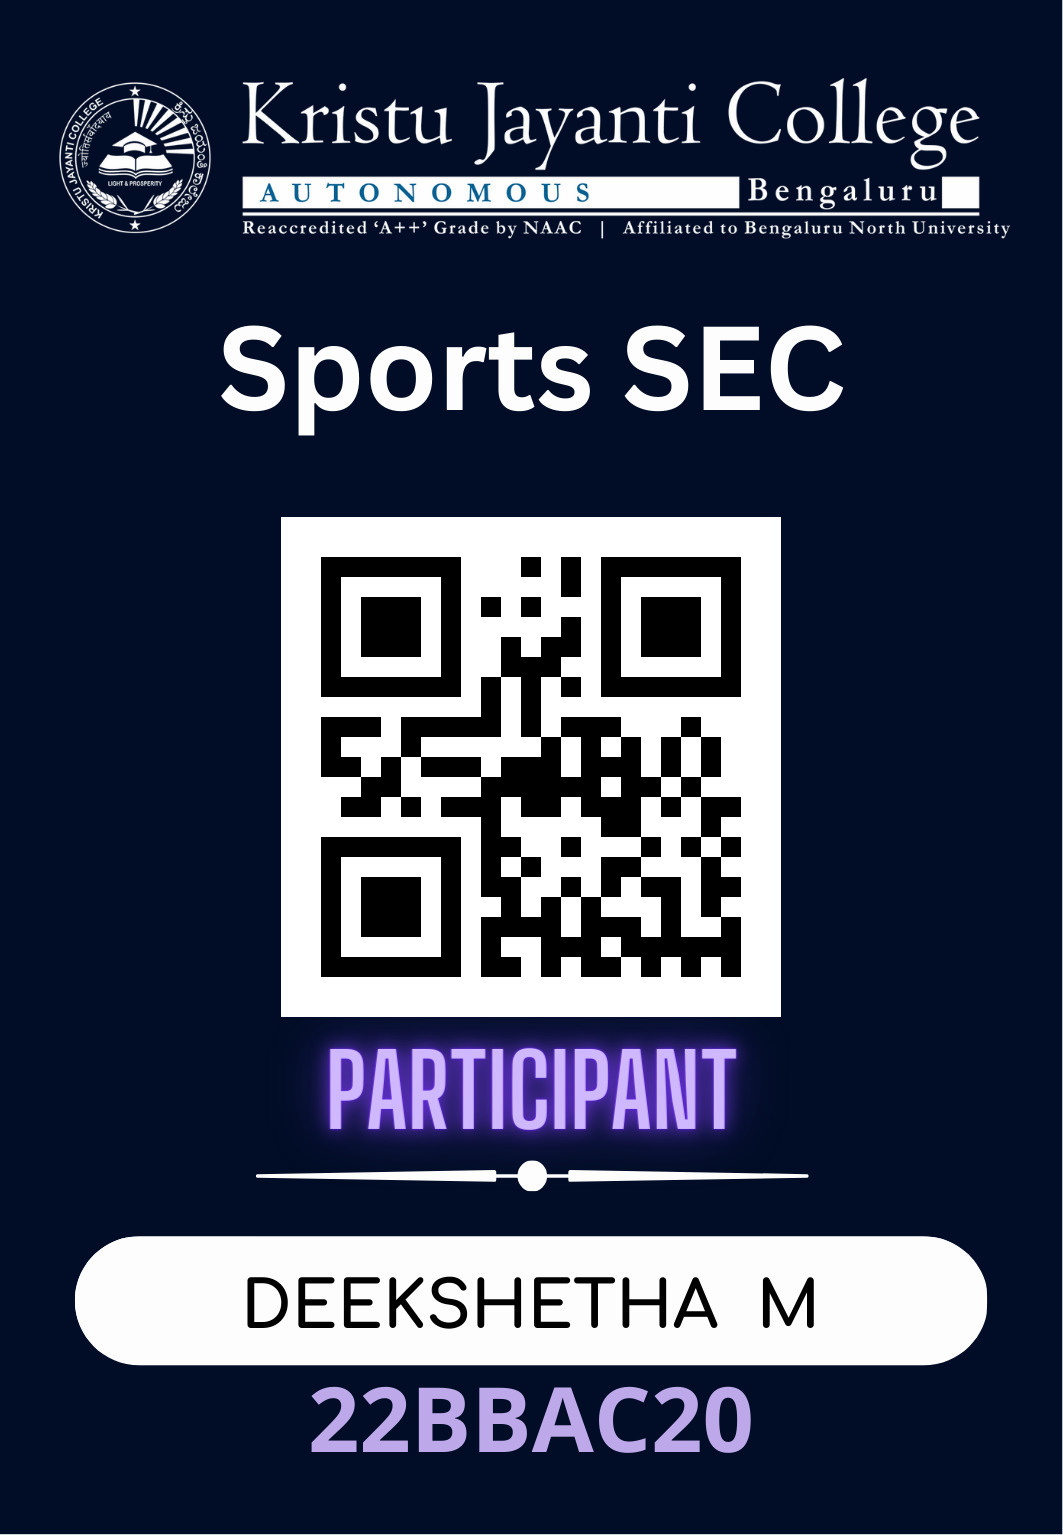 KRISTU JAYANTI COLLEGE
ಕ್ರಿಸ್ತು ಜಯಂತಿ ಕಾಲೇಜು
LIGHT & PROSPERITY
Kristu Jayanti College
AUTONOMOUS Bengaluru
Reaccredited ‘A++’ Grade by NAAC | Affiliated to Bengaluru North University
Sports SEC
PARTICIPANT
DEEKSHETHA M
22BBAC20